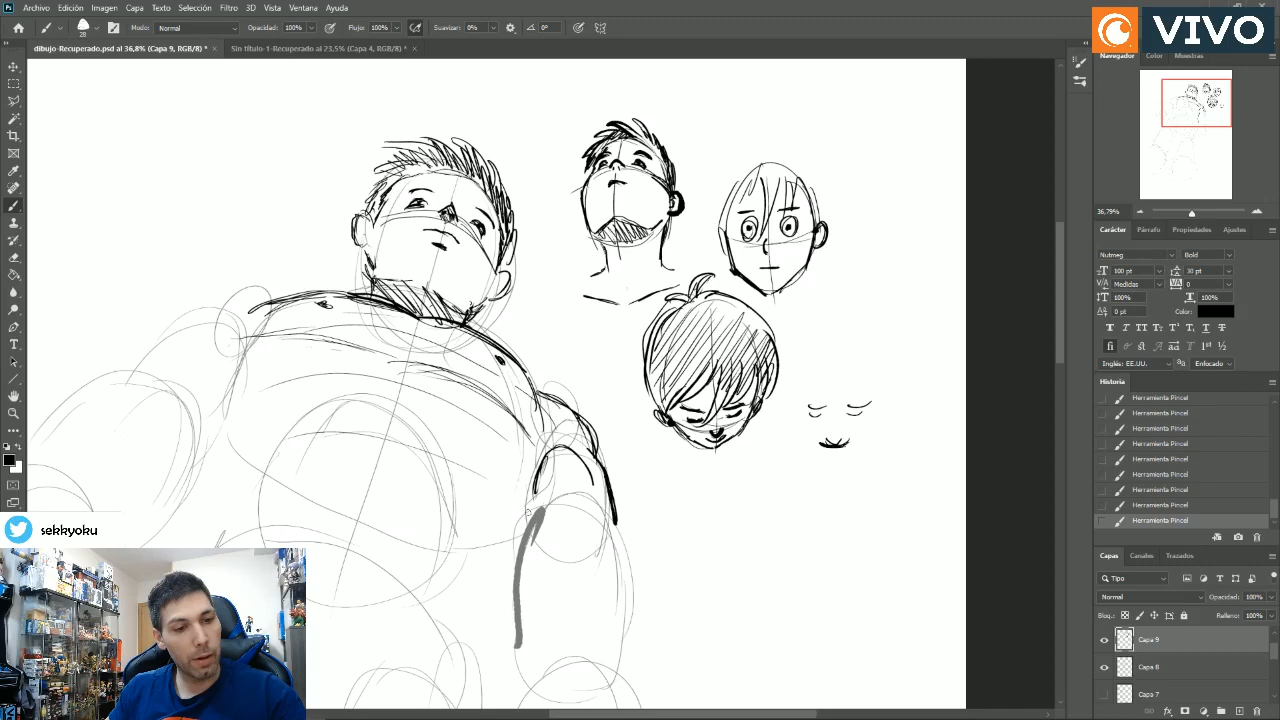 Archivo Edición Imagen Capa Texto Selección Filtro 3D Vista Ventana Ayuda
Modo: Normal Opacidad: 100% Flujo: 100% Suavizar: 0% 0°
VIVO
dibujo-Recuperado.psd al 36,8% (Capa 9, RGB/8) * ×
Sin título-1-Recuperado al 23,5% (Capa 4, RGB/8) * ×
Navegador Color Muestras
36,79%
Carácter Párrafo Propiedades Ajustes
Nutmeg Bold
100 pt 30 pt
Medidas 0
100% 100%
0 pt Color:
Inglés: EE.UU. Enfocado
Historia
Herramienta Pincel
Herramienta Pincel
Herramienta Pincel
Herramienta Pincel
Herramienta Pincel
Herramienta Pincel
Herramienta Pincel
Herramienta Pincel
Herramienta Pincel
sekkyoku
Capas Canales Trazados
Tipo
Normal Opacidad: 100%
Bloq.: Relleno: 100%
Capa 9
Capa 8
Capa 7